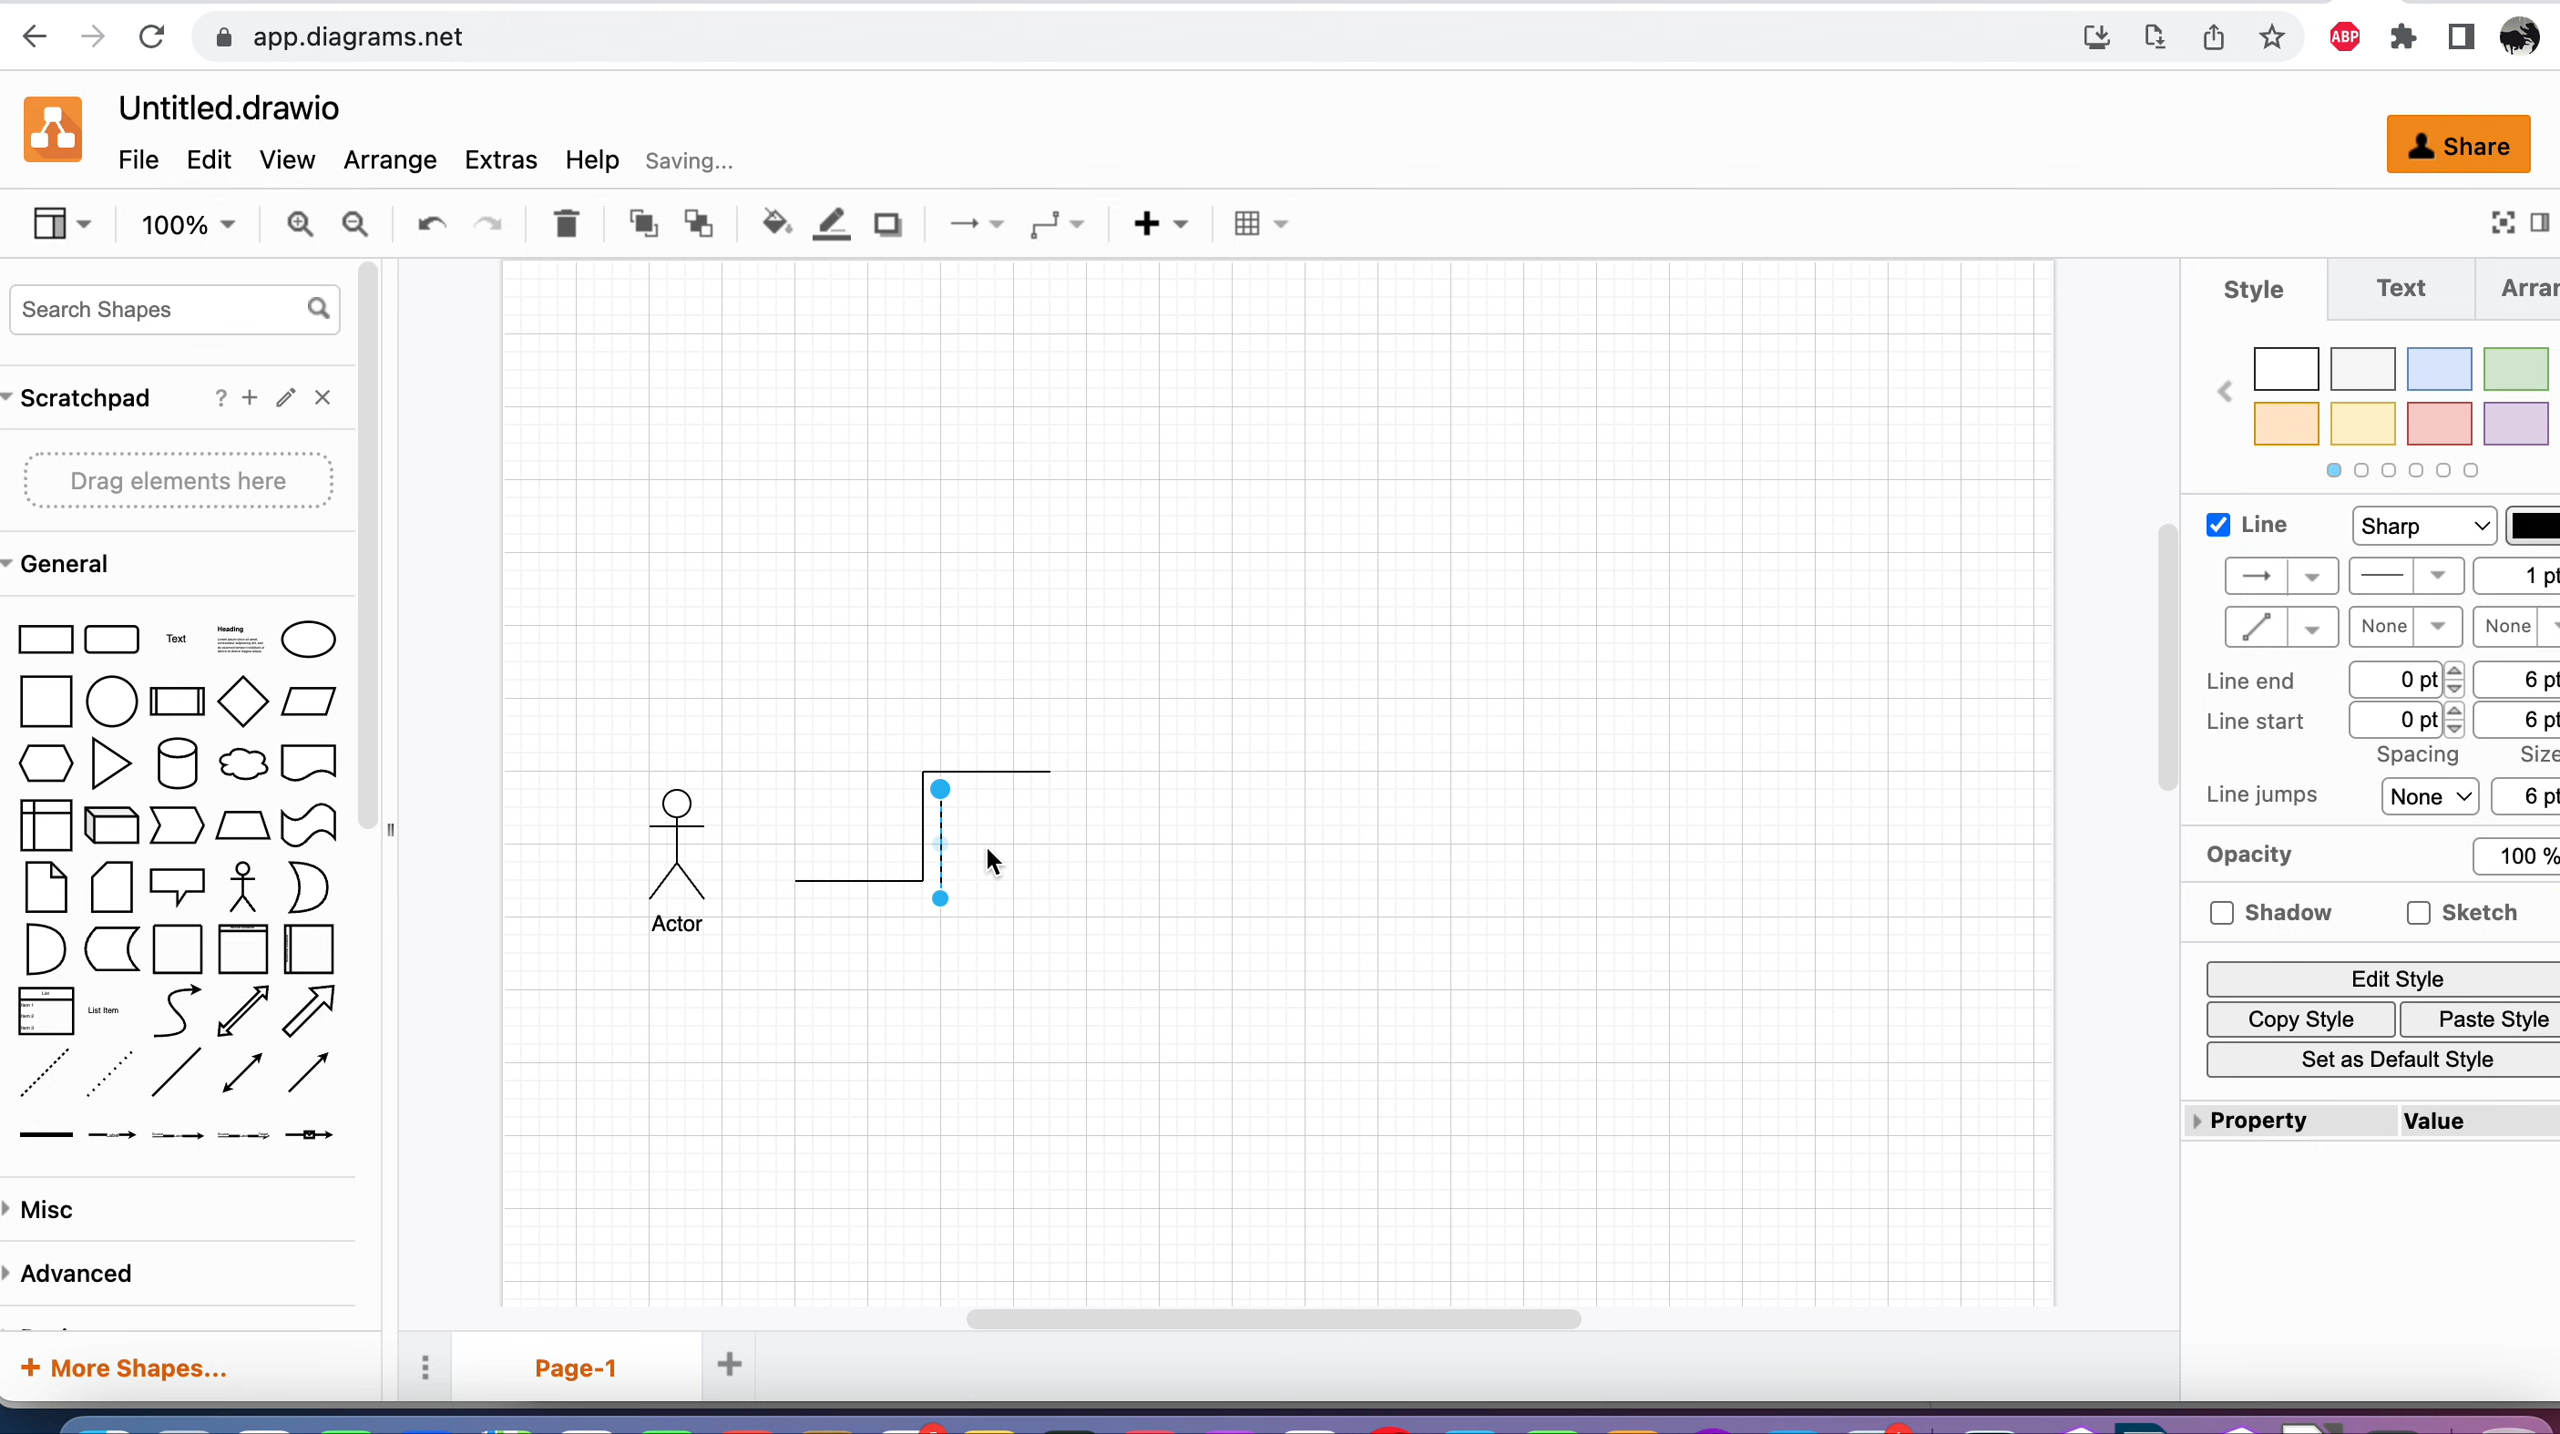 app.diagrams.net
ABP
Untitled.drawio
File Edit View Arrange Extras Help Saving...
Share
100%
Search Shapes
Style Text Arran
Scratchpad ? +
Drag elements here
Line Sharp
General
1 pt
None None
Text Heading
Line end 0 pt 6 pt
Line start 0 pt 6 pt
Spacing Size
Line jumps None 6 pt
Opacity 100 %
Actor
Shadow Sketch
Edit Style
List
List Item
Copy Style Paste Style
Set as Default Style
Property Value
Misc
Advanced
+ More Shapes...
Page-1